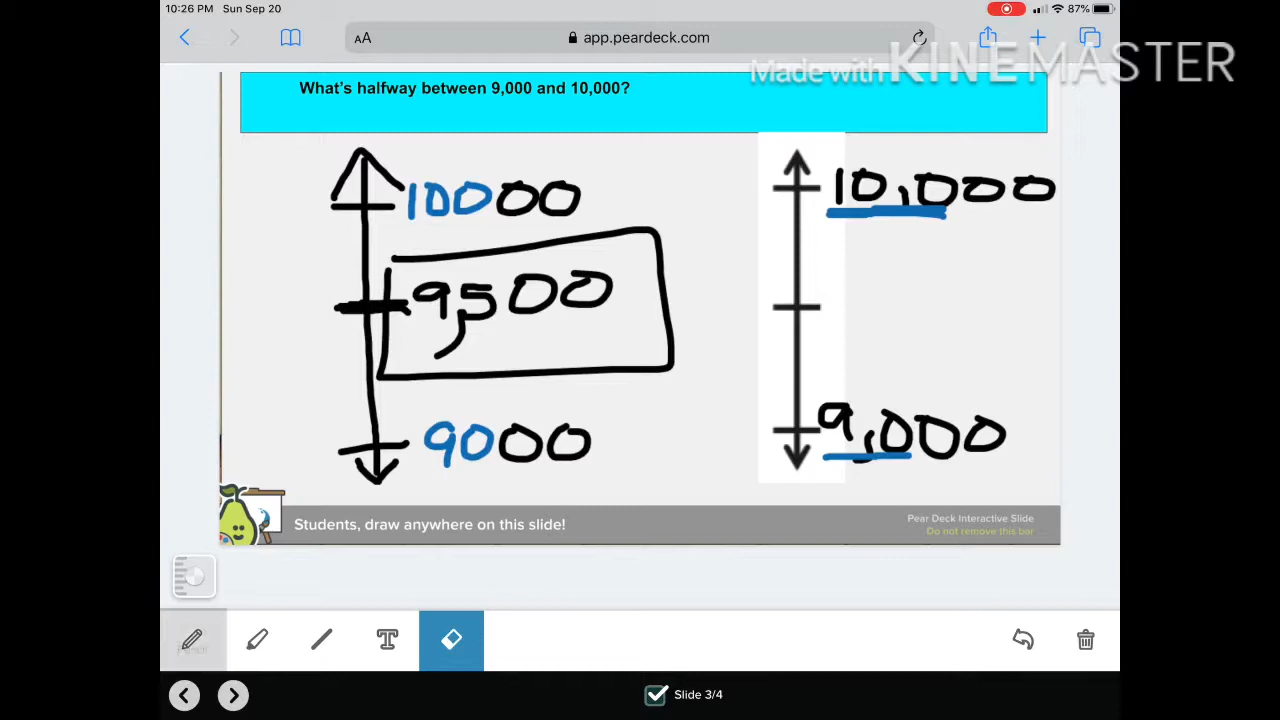 10:26 PM Sun Sep 20
87%
AA
app.peardeck.com
Made with KINEMASTER
What's halfway between 9,000 and 10,000?
10000
10,000
9,500
9000
9,000
Students, draw anywhere on this slide!
Pear Deck Interactive Slide
Do not remove this bar
T
Slide 3/4